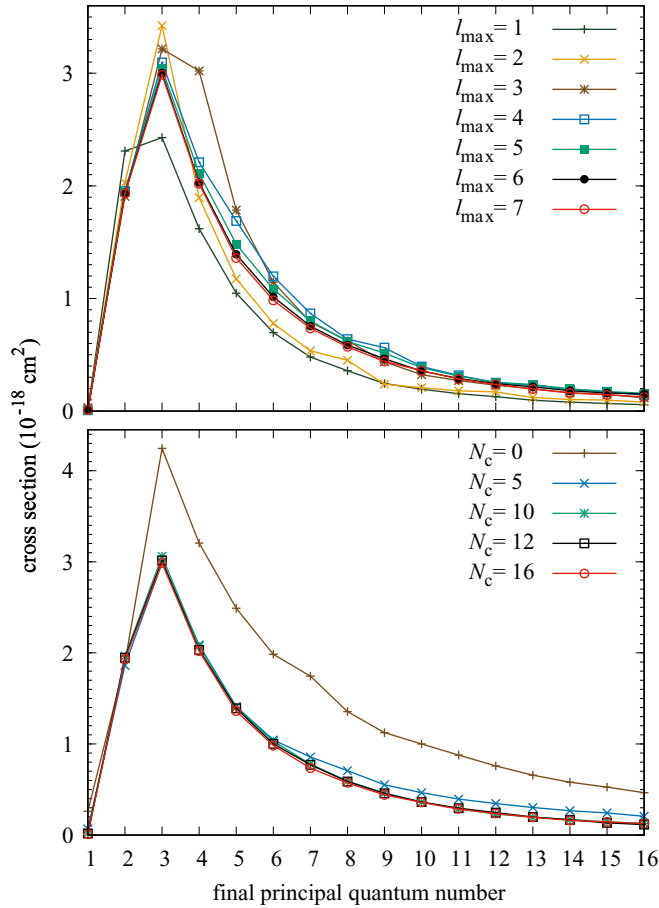 3
2
1
0
l_max= 1
l_max= 2
l_max= 3
l_max= 4
l_max= 5
l_max= 6
l_max= 7
cross section (10^-18 cm^2)
4
3
2
1
0
N_c= 0
N_c= 5
N_c= 10
N_c= 12
N_c= 16
1 2 3 4 5 6 7 8 9 10 11 12 13 14 15 16
final principal quantum number